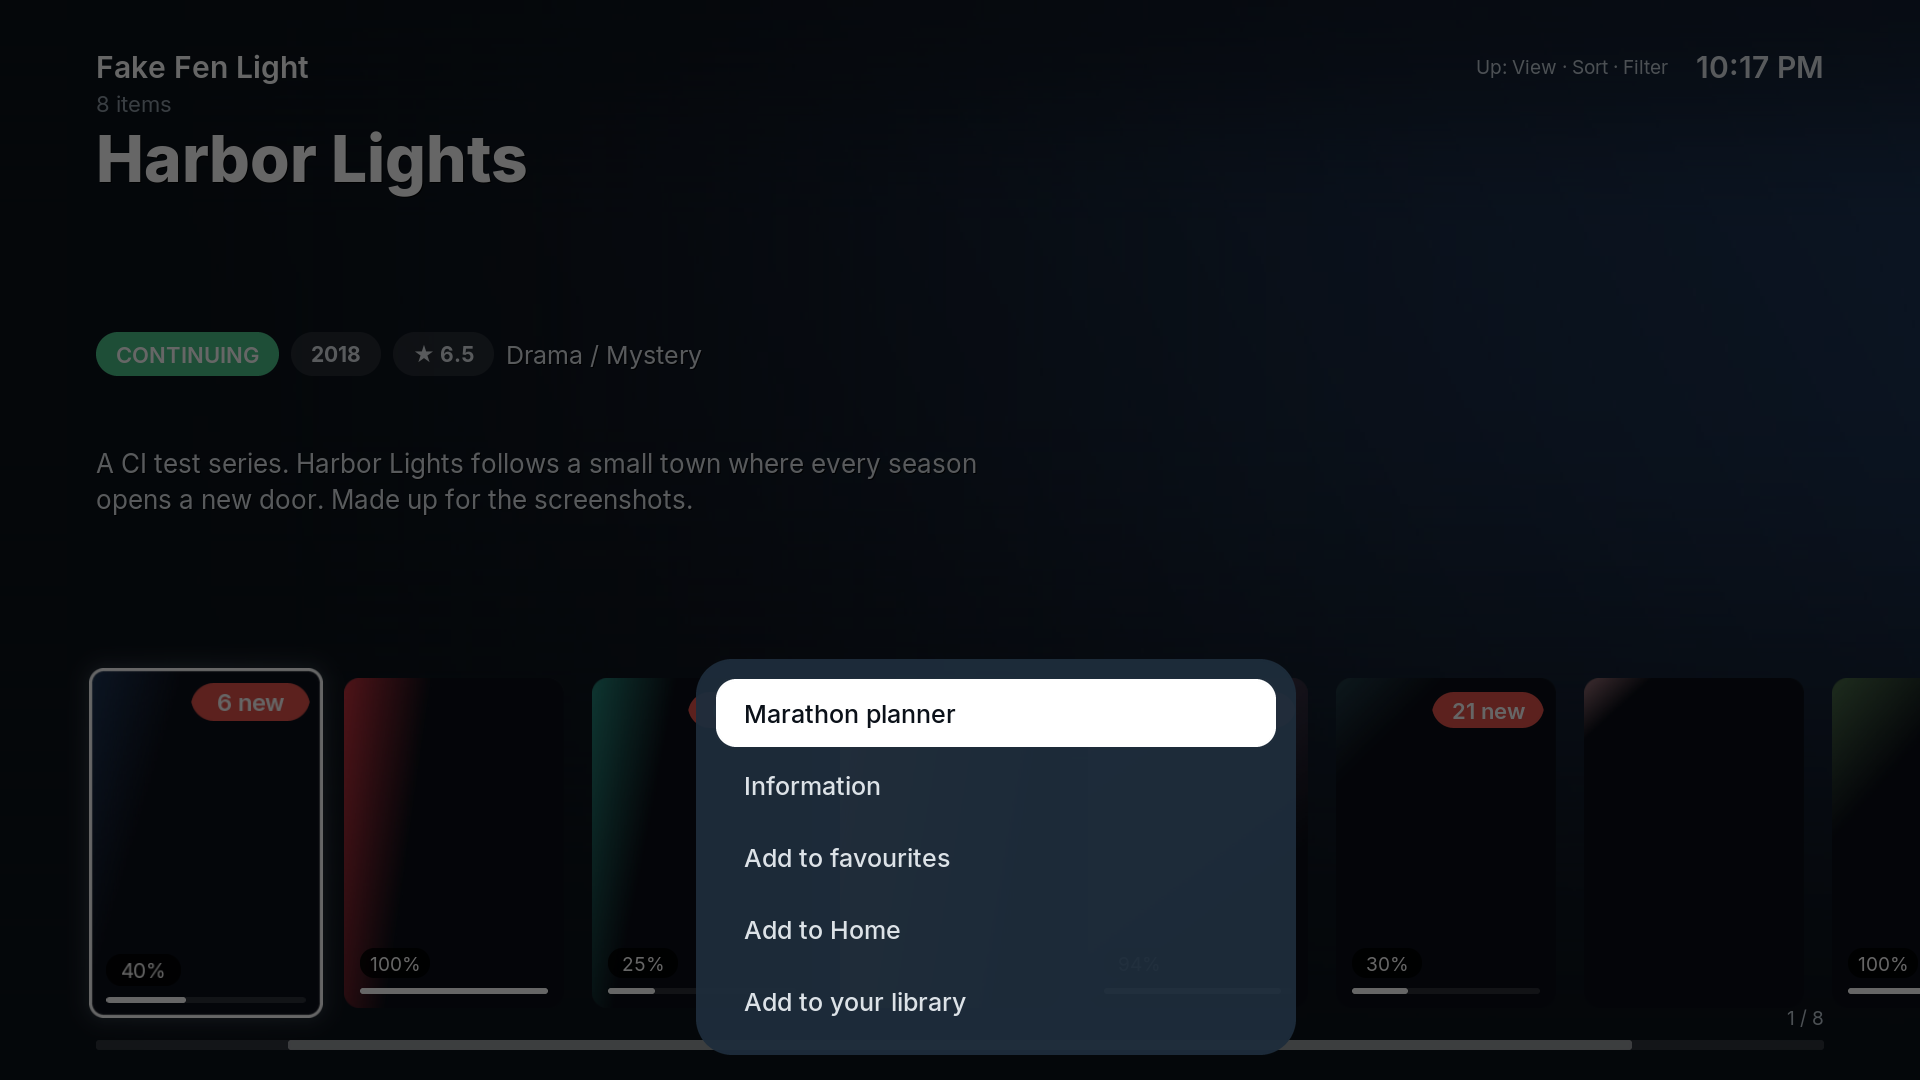 Fake Fen Light
8 items
Up: View · Sort · Filter
10:17 PM
Harbor Lights
CONTINUING
2018
★ 6.5
Drama / Mystery
A CI test series. Harbor Lights follows a small town where every season
opens a new door. Made up for the screenshots.
6 new
21 new
Marathon planner
Information
Add to favourites
Add to Home
Add to your library
40%
100%
25%
94%
30%
100%
1 / 8